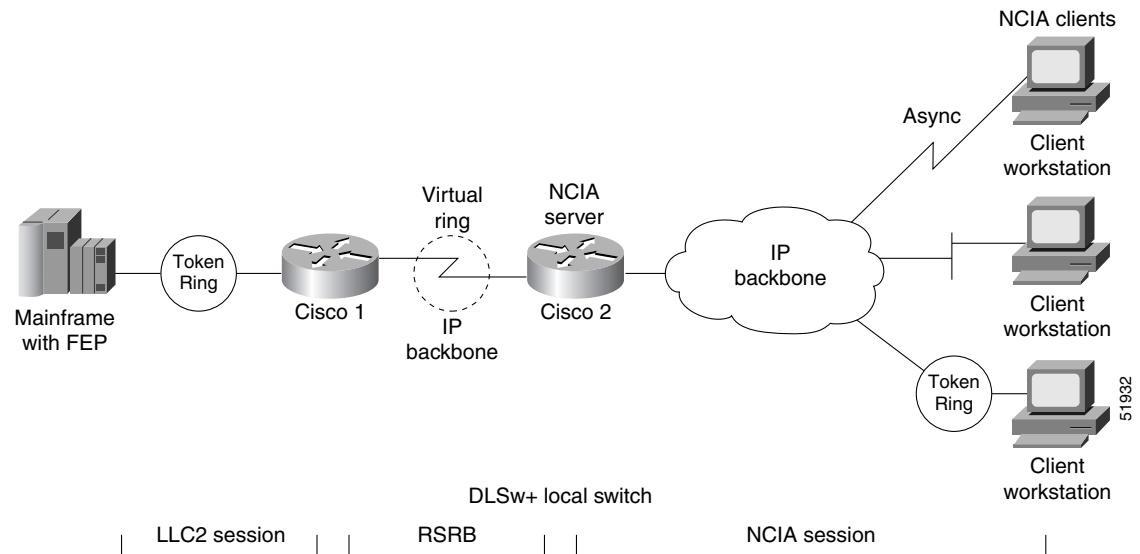 NCIA clients
Async
Client
workstation
Virtual
ring
NCIA
server
Token
Ring
IP
backbone
Mainframe
with FEP
Cisco 1
IP
backbone
Cisco 2
Client
workstation
Token
Ring
51932
Client
workstation
DLSw+ local switch
LLC2 session
RSRB
NCIA session